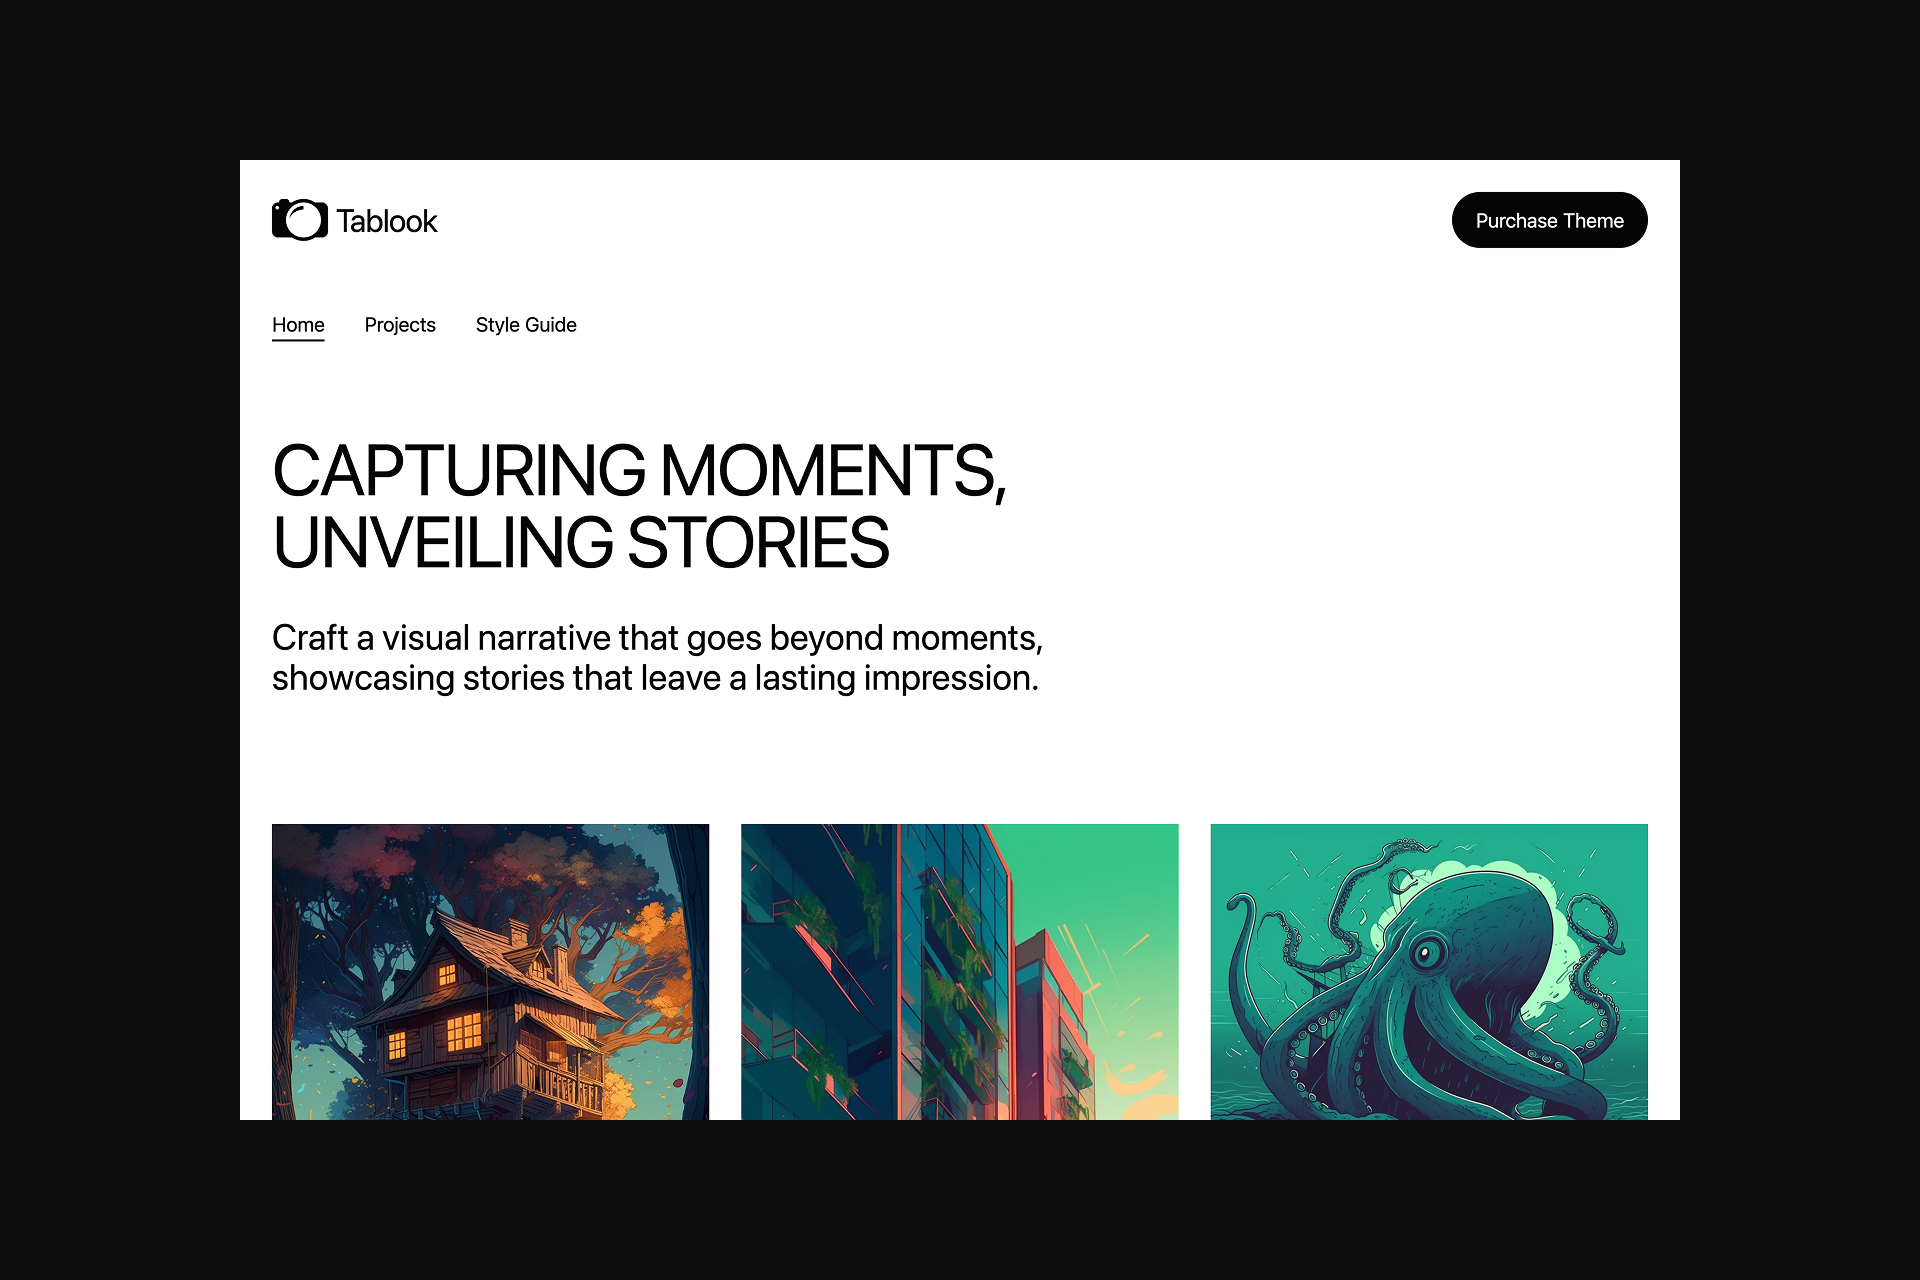 Tablook
Purchase Theme
Home
Projects
Style Guide
CAPTURING MOMENTS,
UNVEILING STORIES
Craft a visual narrative that goes beyond moments,
showcasing stories that leave a lasting impression.